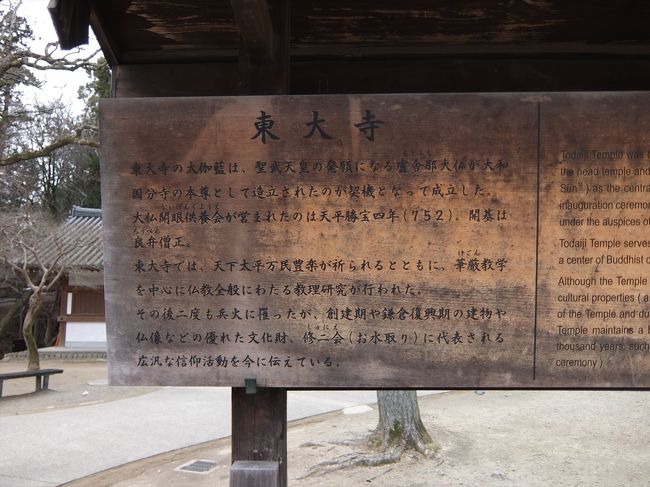 東大寺
東大寺の大伽藍は、聖武天皇の発願になる盧舎那大仏が大和
国分寺の本尊として造立されたのが契機となって成立した。
大仏開眼供養会が営まれたのは天平勝宝四年(752)。開基は
良弁僧正。
東大寺では、天下太平万民豊楽が祈られるとともに、華厳教学
を中心に仏教全般にわたる教理研究が行われた。
その後二度も兵火に罹ったが、創建期や鎌倉復興期の建物や
仏像などの優れた文化財、修二会(お水取り)に代表される
広汎な信仰活動を今に伝えている。
Todaiji Temple was
the head temple and
Sun") as the centra
inauguration ceremon
under the auspices of
Todaiji Temple serves
a center of Buddhist
Although the Temple
cultural properties (a
of the Temple and du
Temple maintains a
thousand years, such
ceremony)